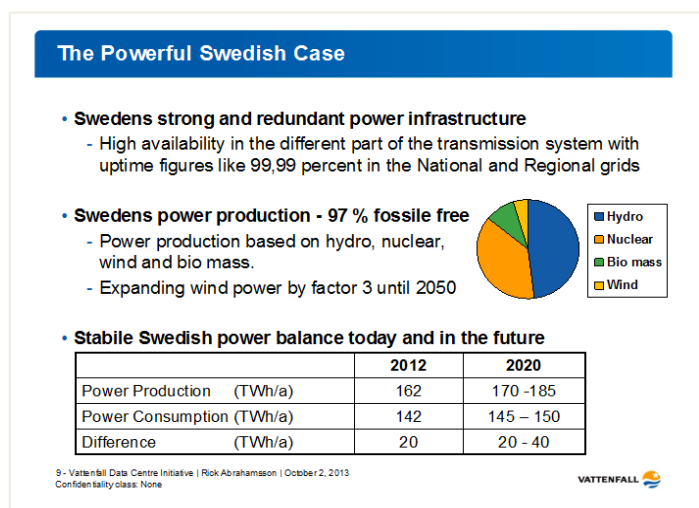 The Powerful Swedish Case
• Swedens strong and redundant power infrastructure
- High availability in the different part of the transmission system with
uptime figures like 99,99 percent in the National and Regional grids
• Swedens power production - 97 % fossile free
- Power production based on hydro, nuclear,
wind and bio mass.
- Expanding wind power by factor 3 until 2050
Hydro
Nuclear
Bio mass
Wind
• Stabile Swedish power balance today and in the future
2012 2020
Power Production (TWh/a) 162 170 -185
Power Consumption (TWh/a) 142 145 – 150
Difference (TWh/a) 20 20 - 40
9 - Vattenfall Data Centre Initiative | Rick Abrahamsson | October 2, 2013
Confidentiality class: None
VATTENFALL